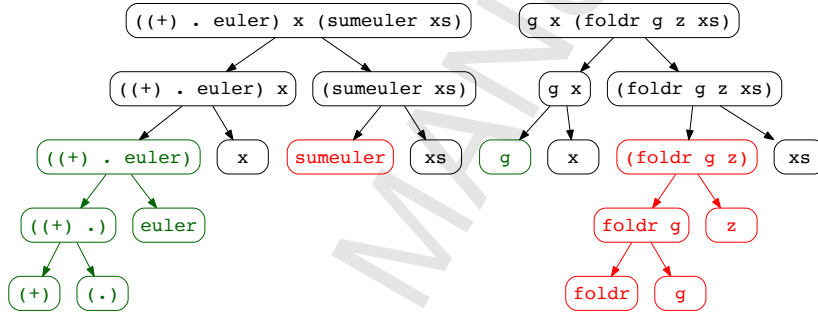 ((+) . euler) x (sumeuler xs) g x (foldr g z xs)
((+) . euler) x (sumeuler xs) g x (foldr g z xs)
((+) . euler) x sumeuler xs g x (foldr g z) xs
((+) .) euler foldr g z
(+) (.) foldr g